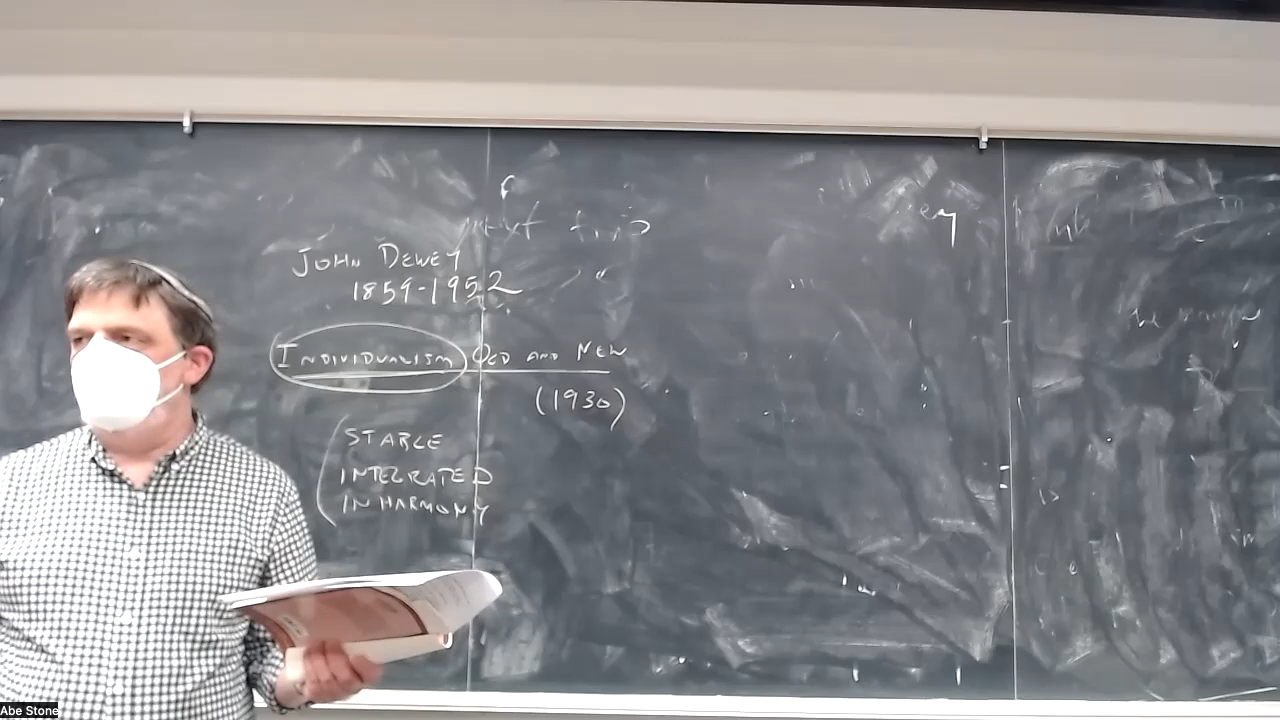 JOHN DEWEY
1859-1952
INDIVIDUALISM OLD AND NEW
(1930)
STABLE
INTEGRATED
IN HARMONY
Abe Stone